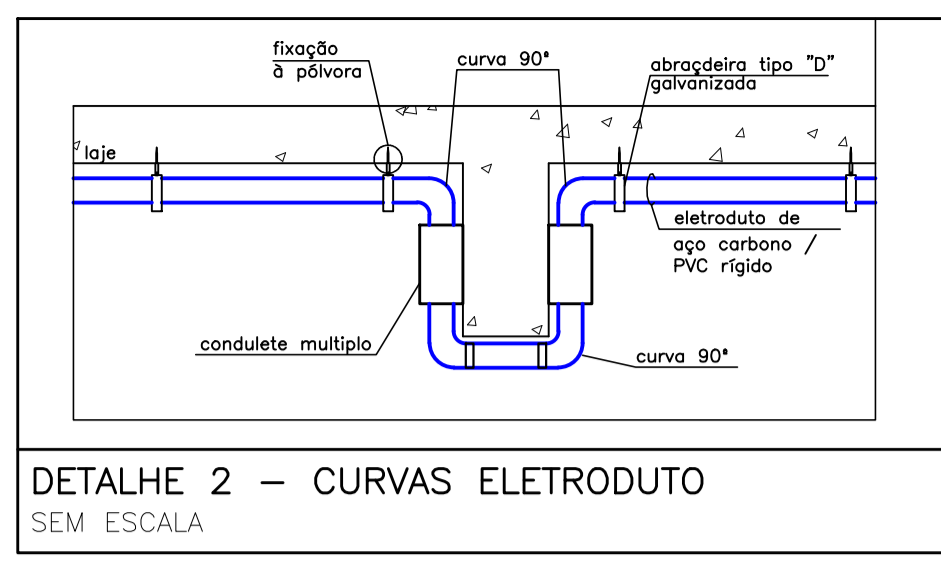 fixação
à pólvora
curva 90°
abraçdeira tipo "D"
galvanizada
laje
eletroduto de
aço carbono /
PVC rígido
condulete multiplo
curva 90°
DETALHE 2 – CURVAS ELETRODUTO
SEM ESCALA